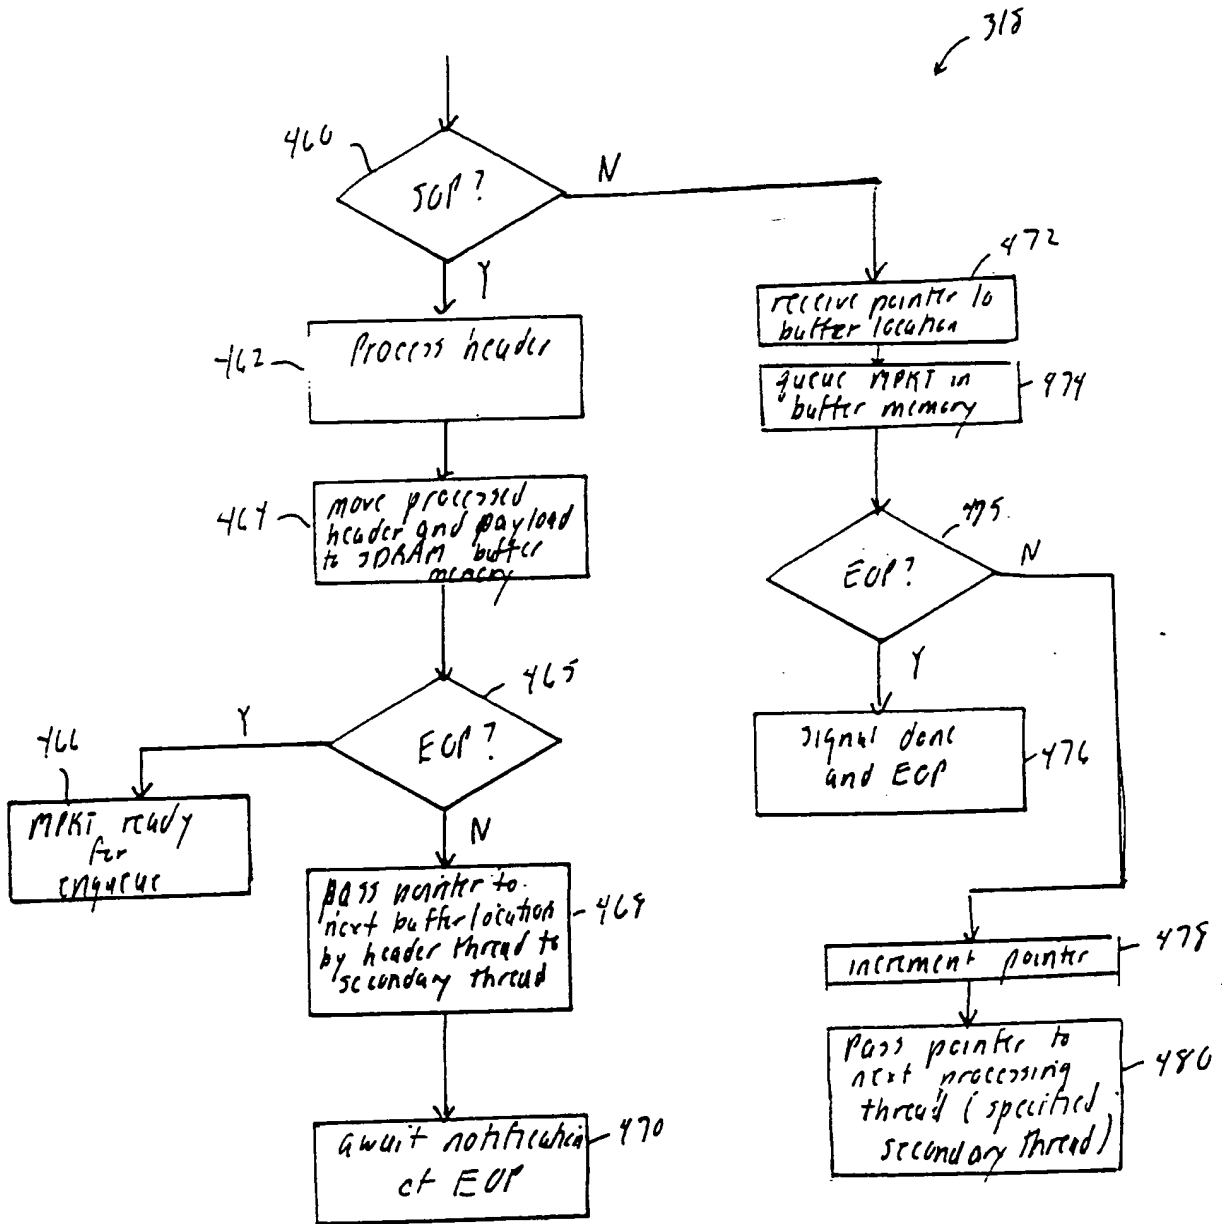 318
460
SOP?
N
Y
462
Process header
472
receive pointer to
buffer location
queue MPKT in
buffer memory
474
464
move processed
header and payload
to SDRAM buffer
memory
475
EOP?
N
Y
465
EOP?
Y
N
466
MPKT ready
for
enqueue
signal done
and EOP
476
pass pointer to
next buffer location
by header thread to
secondary thread
468
increment pointer
478
Pass pointer to
next processing
thread (specified
secondary thread)
480
await notification
of EOP
470